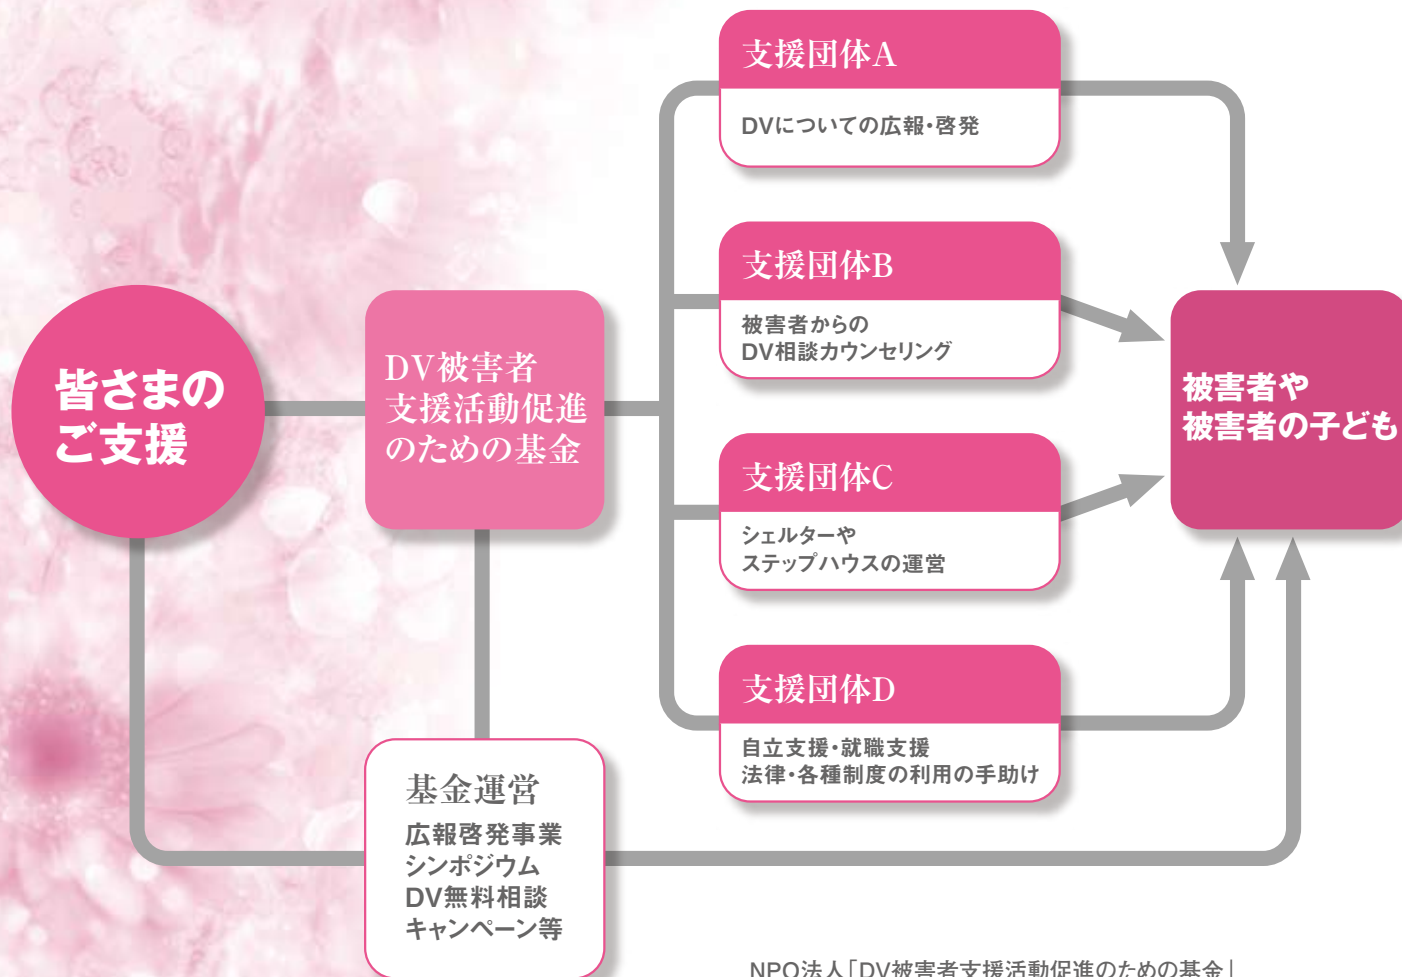 皆さまの
ご支援
DV被害者
支援活動促進
のための基金
基金運営
広報啓発事業
シンポジウム
DV無料相談
キャンペーン等
支援団体A
DVについての広報・啓発
支援団体B
被害者からの
DV相談カウンセリング
支援団体C
シェルターや
ステップハウスの運営
支援団体D
自立支援・就職支援
法律・各種制度の利用の手助け
被害者や
被害者の子ども
NPO法人「DV被害者支援活動促進のための基金」